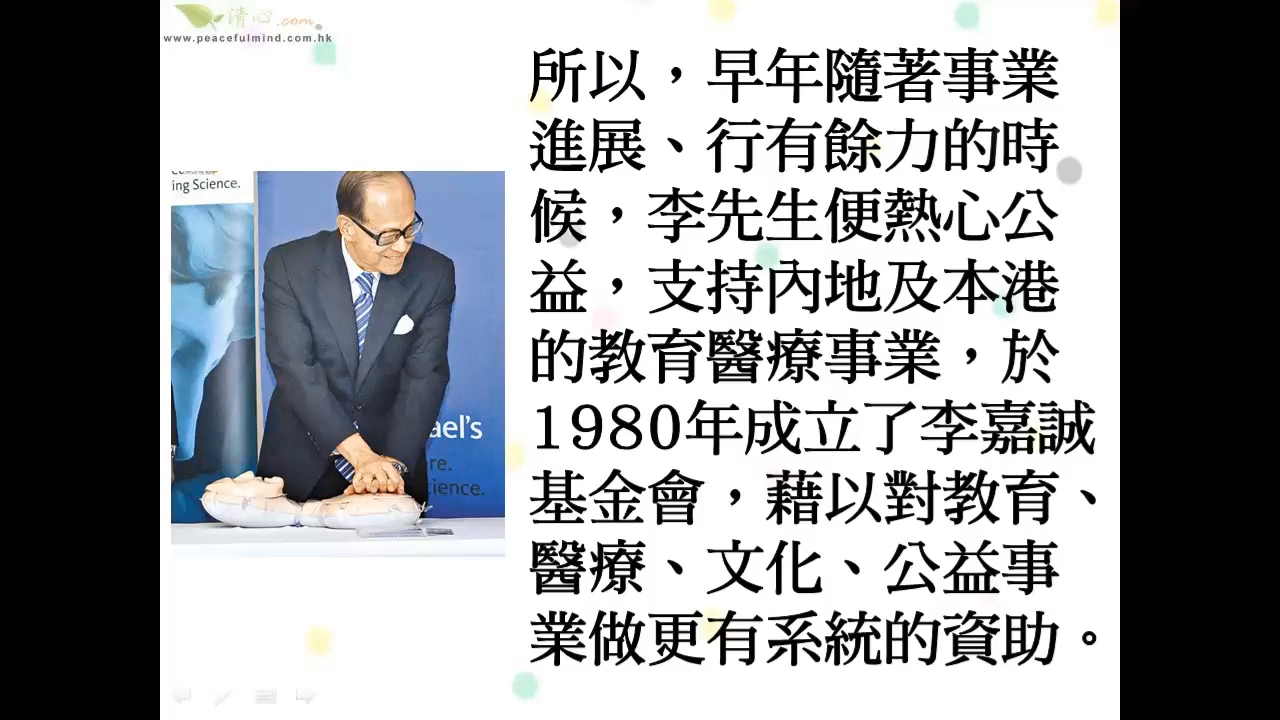 清心.com
www.peacefulmind.com.hk
所以，早年隨著事業
進展、行有餘力的時
候，李先生便熱心公
益，支持內地及本港
的教育醫療事業，於
1980年成立了李嘉誠
基金會，藉以對教育、
醫療、文化、公益事
業做更有系統的資助。
ing Science.
ael's
re.
cience.